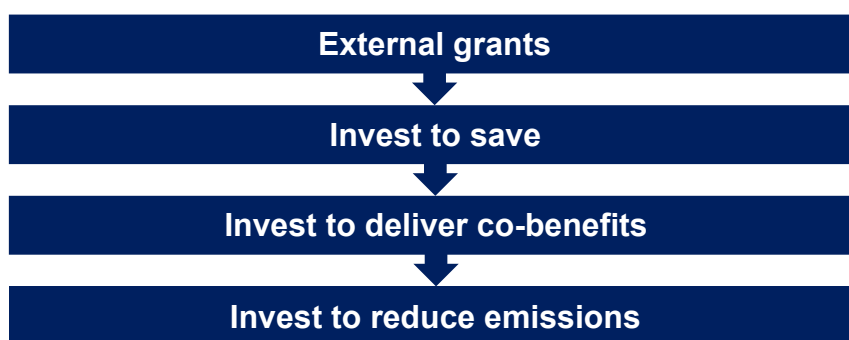 External grants
Invest to save
Invest to deliver co-benefits
Invest to reduce emissions